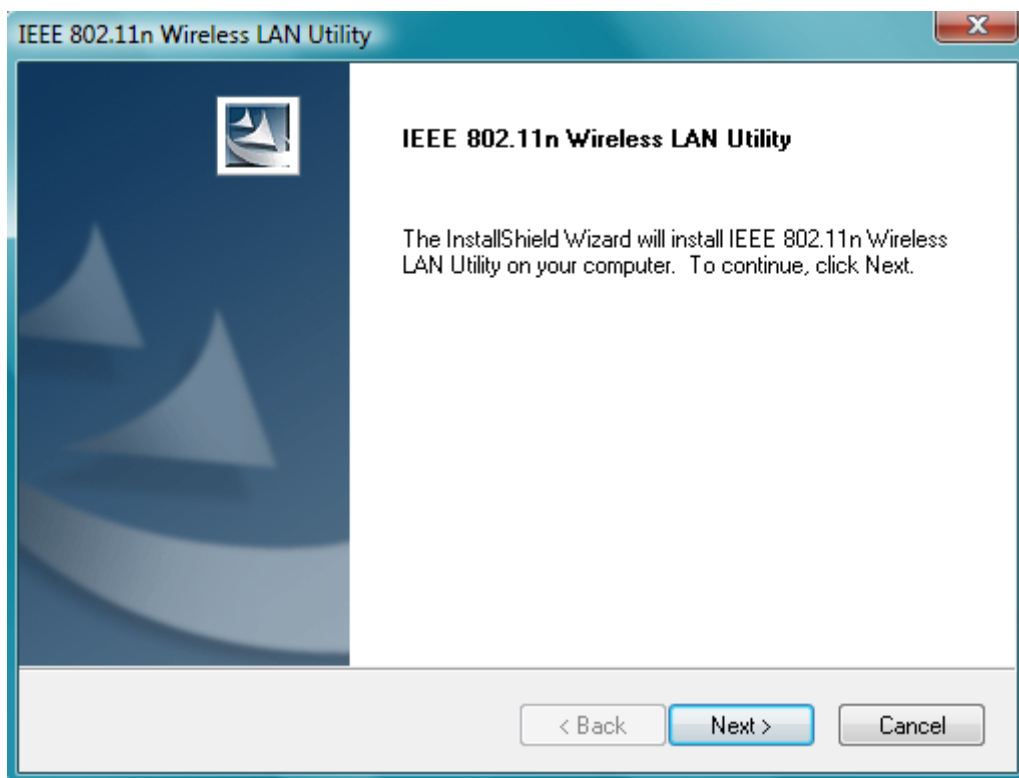 IEEE 802.11n Wireless LAN Utility
IEEE 802.11n Wireless LAN Utility
The InstallShield Wizard will install IEEE 802.11n Wireless
LAN Utility on your computer.  To continue, click Next.
< Back
Next >
Cancel